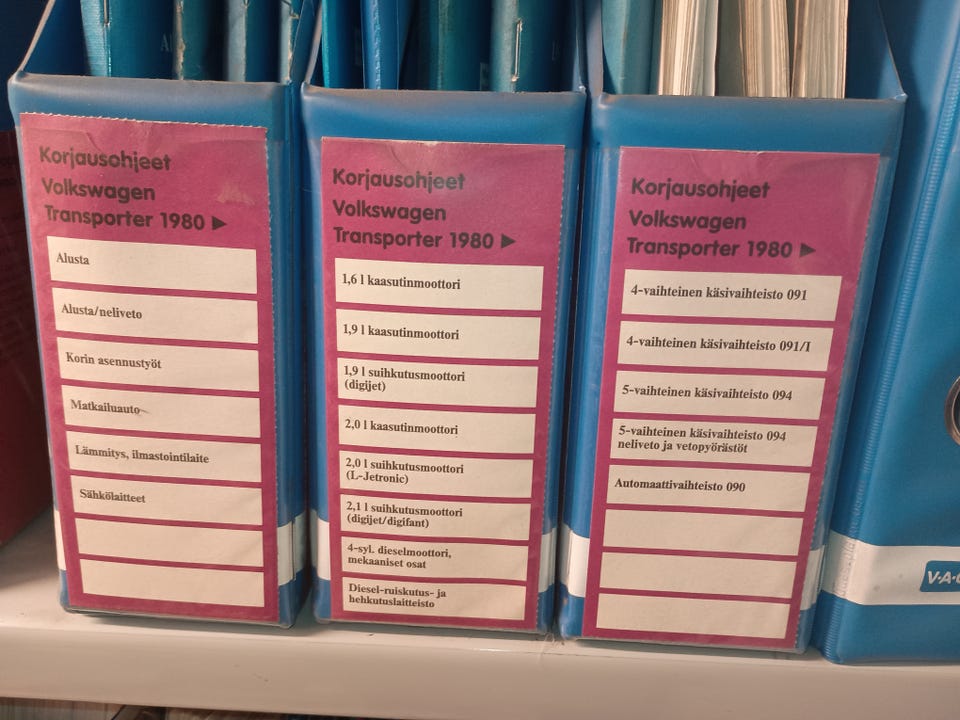 Korjausohjeet
Volkswagen
Transporter 1980 ►
Alusta
Alusta/neliveto
Korin asennustyöt
Matkailuauto
Lämmitys, ilmastointilaite
Sähkölaitteet
Korjausohjeet
Volkswagen
Transporter 1980 ►
1,6 l kaasutinmoottori
1,9 l kaasutinmoottori
1,9 l suihkutusmoottori
(digijet)
2,0 l kaasutinmoottori
2,0 l suihkutusmoottori
(L-Jetronic)
2,1 l suihkutusmoottori
(digijet/digifant)
4-syl. dieselmoottori,
mekaaniset osat
Diesel-ruiskutus- ja
hehkutuslaitteisto
Korjausohjeet
Volkswagen
Transporter 1980 ►
4-vaihteinen käsivaihteisto 091
4-vaihteinen käsivaihteisto 091/1
5-vaihteinen käsivaihteisto 094
5-vaihteinen käsivaihteisto 094
neliveto ja vetopyörästöt
Automaattivaihteisto 090